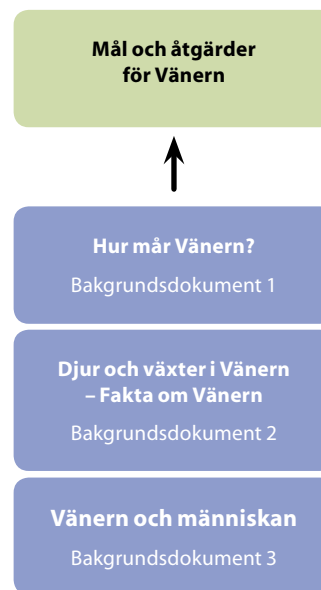 Mål och åtgärder
för Vänern
Hur mår Vänern?
Bakgrundsdokument 1
Djur och växter i Vänern
– Fakta om Vänern
Bakgrundsdokument 2
Vänern och människan
Bakgrundsdokument 3